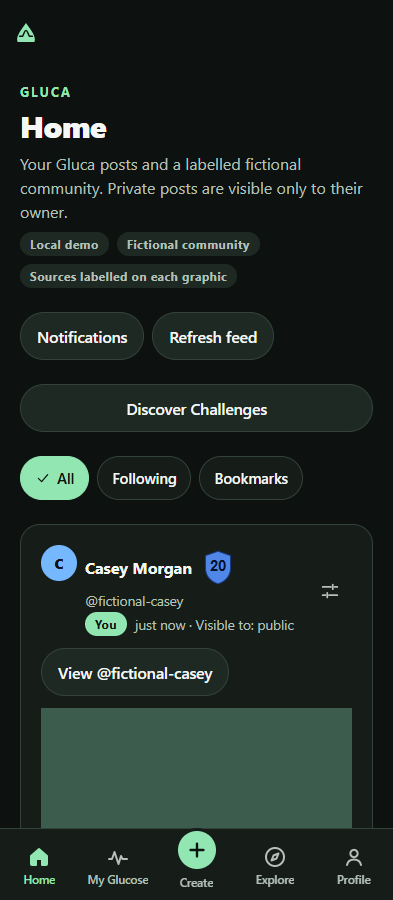 GLUCA
Home
Your Gluca posts and a labelled fictional
community. Private posts are visible only to their
owner.
Local demo
Fictional community
Sources labelled on each graphic
Notifications
Refresh feed
Discover Challenges
All
Following
Bookmarks
C
Casey Morgan
20
@fictional-casey
You
just now · Visible to: public
View @fictional-casey
Home
My Glucose
Create
Explore
Profile